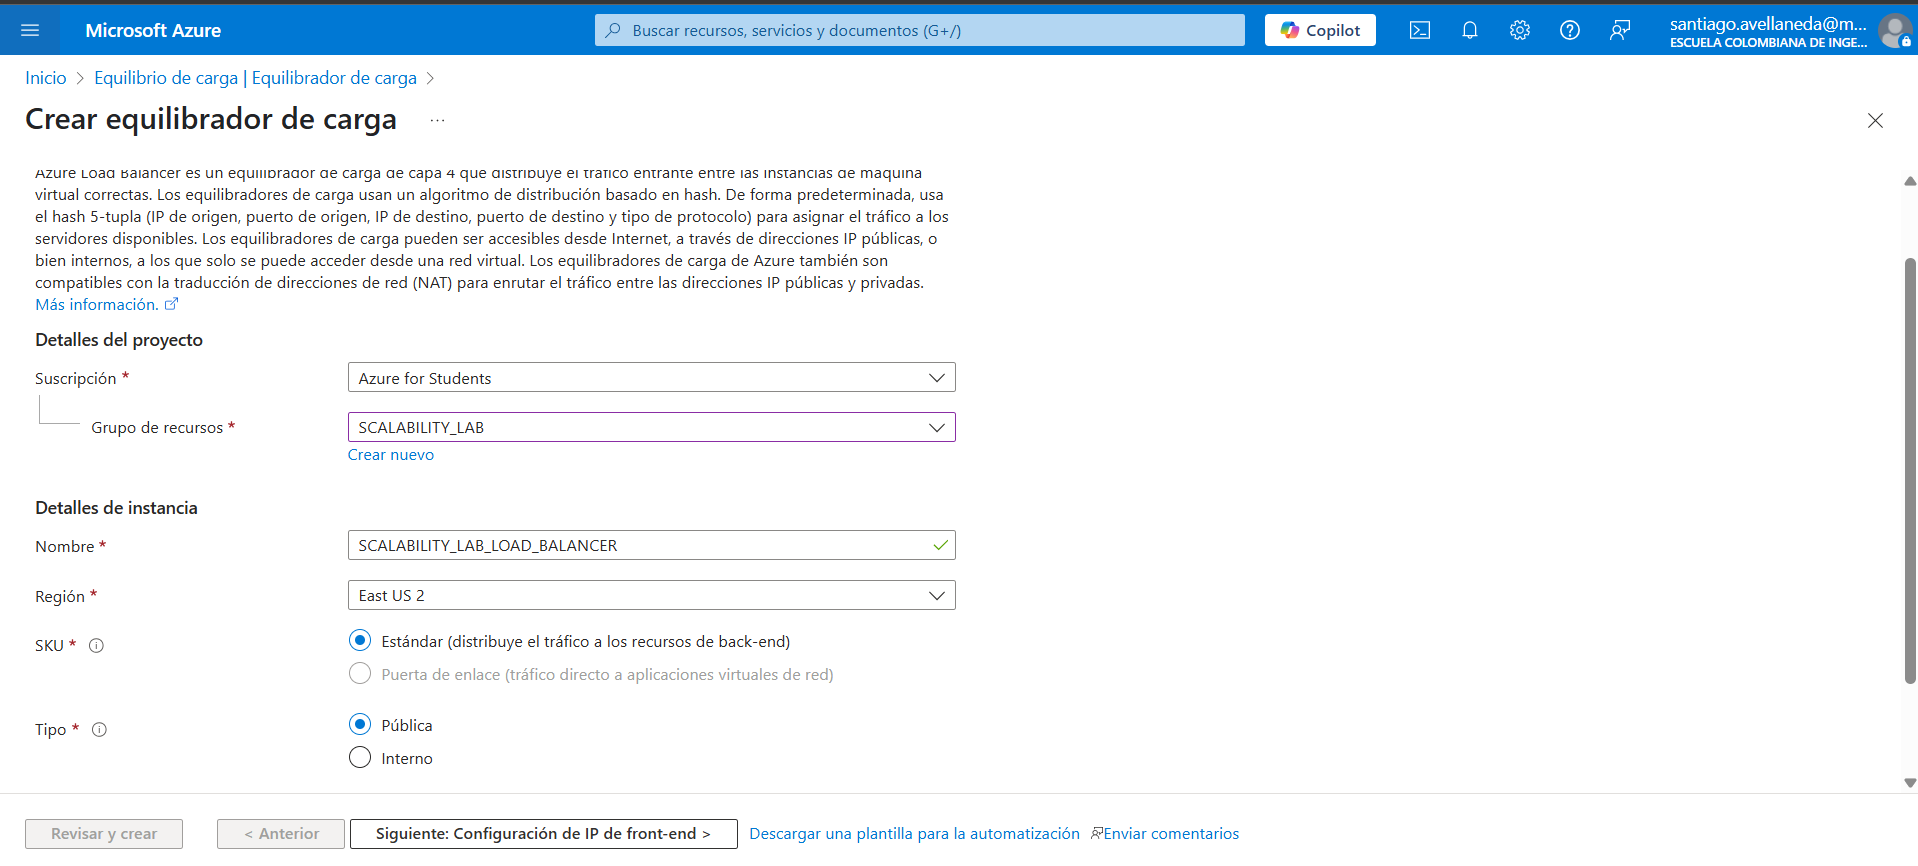 Microsoft Azure
Buscar recursos, servicios y documentos (G+/)
Copilot
santiago.avellaneda@m...
ESCUELA COLOMBIANA DE INGE...
Inicio > Equilibrio de carga | Equilibrador de carga >
Crear equilibrador de carga ...
Azure Load Balancer es un equilibrador de carga de capa 4 que distribuye el tráfico entrante entre las instancias de máquina
virtual correctas. Los equilibradores de carga usan un algoritmo de distribución basado en hash. De forma predeterminada, usa
el hash 5-tupla (IP de origen, puerto de origen, IP de destino, puerto de destino y tipo de protocolo) para asignar el tráfico a los
servidores disponibles. Los equilibradores de carga pueden ser accesibles desde Internet, a través de direcciones IP públicas, o
bien internos, a los que solo se puede acceder desde una red virtual. Los equilibradores de carga de Azure también son
compatibles con la traducción de direcciones de red (NAT) para enrutar el tráfico entre las direcciones IP públicas y privadas.
Más información.
Detalles del proyecto
Suscripción *
Azure for Students
Grupo de recursos *
SCALABILITY_LAB
Crear nuevo
Detalles de instancia
Nombre *
SCALABILITY_LAB_LOAD_BALANCER
Región *
East US 2
SKU *
Estándar (distribuye el tráfico a los recursos de back-end)
Puerta de enlace (tráfico directo a aplicaciones virtuales de red)
Tipo *
Pública
Interno
Revisar y crear
< Anterior
Siguiente: Configuración de IP de front-end >
Descargar una plantilla para la automatización
Enviar comentarios